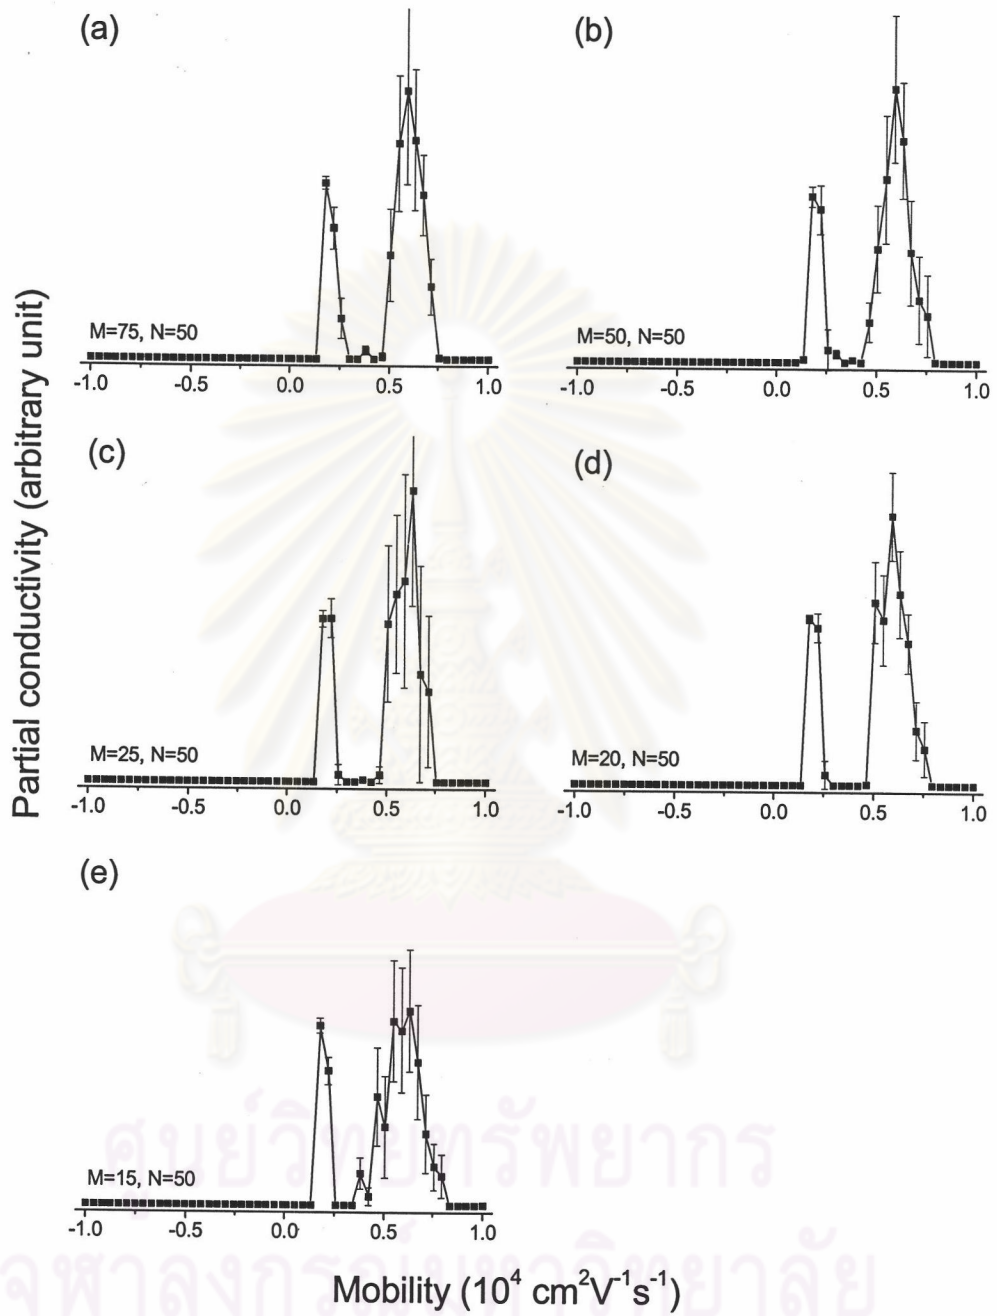 (a)
(b)
M=75, N=50
M=50, N=50
-1.0 -0.5 0.0 0.5 1.0
-1.0 -0.5 0.0 0.5 1.0
(c)
(d)
M=25, N=50
M=20, N=50
-1.0 -0.5 0.0 0.5 1.0
-1.0 -0.5 0.0 0.5 1.0
(e)
M=15, N=50
-1.0 -0.5 0.0 0.5 1.0
Partial conductivity (arbitrary unit)
Mobility (10⁴ cm²V⁻¹s⁻¹)
ศูนย์วิทยทรัพยากร
จุฬาลงกรณ์มหาวิทยาลัย